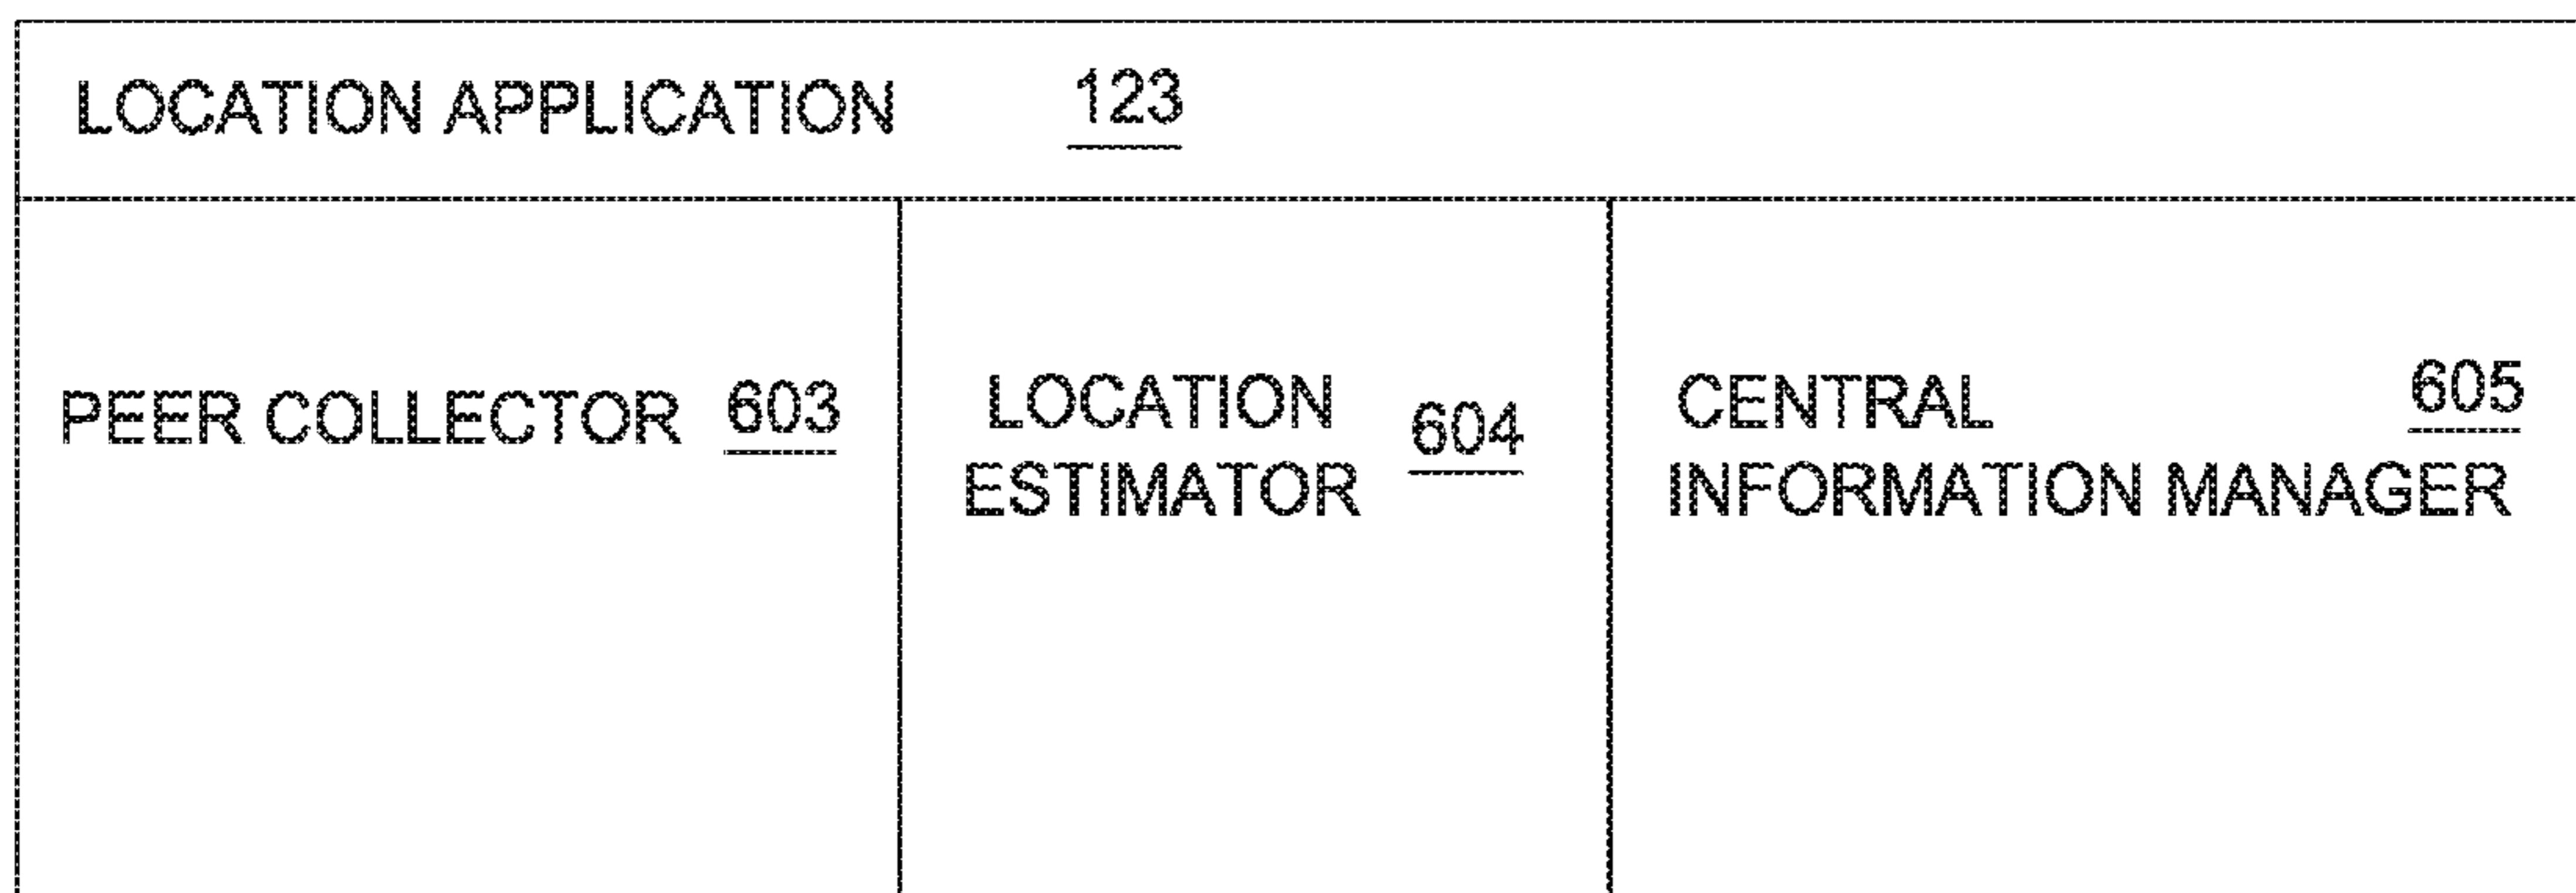 LOCATION APPLICATION 123
PEER COLLECTOR 603
LOCATION ESTIMATOR 604
CENTRAL INFORMATION MANAGER 605